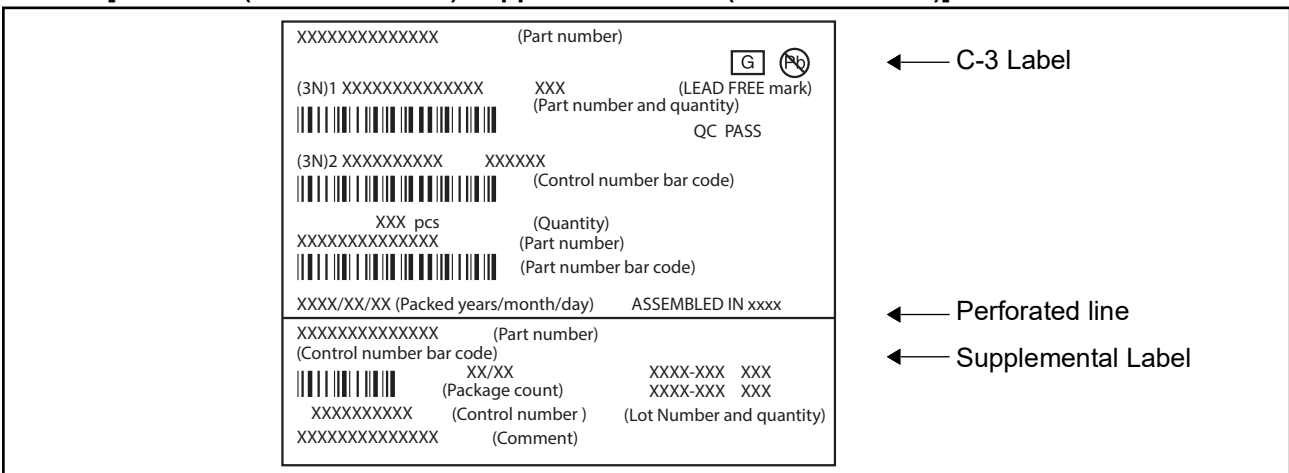 XXXXXXXXXXXXXX (Part number)
G Pb
C-3 Label
(3N)1 XXXXXXXXXXXXXX XXX (LEAD FREE mark)
(Part number and quantity)
QC PASS
(3N)2 XXXXXXXXXX XXXXXX
(Control number bar code)
XXX pcs (Quantity)
XXXXXXXXXXXXXX (Part number)
(Part number bar code)
XXXX/XX/XX (Packed years/month/day) ASSEMBLED IN xxxx
Perforated line
XXXXXXXXXXXXXX (Part number)
(Control number bar code)
Supplemental Label
XX/XX XXXX-XXX XXX
(Package count) XXXX-XXX XXX
XXXXXXXXXX (Control number ) (Lot Number and quantity)
XXXXXXXXXXXXXX (Comment)